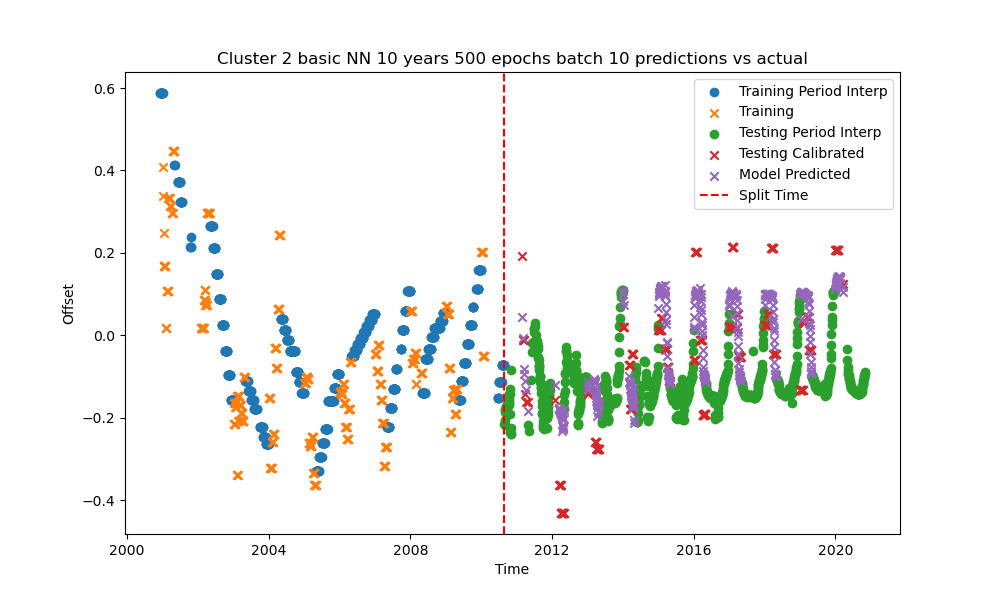 Cluster 2 basic NN 10 years 500 epochs batch 10 predictions vs actual
Training Period Interp
Training
Testing Period Interp
Testing Calibrated
Model Predicted
Split Time
0.6
0.4
0.2
0.0
−0.2
−0.4
Offset
2000
2004
2008
2012
2016
2020
Time